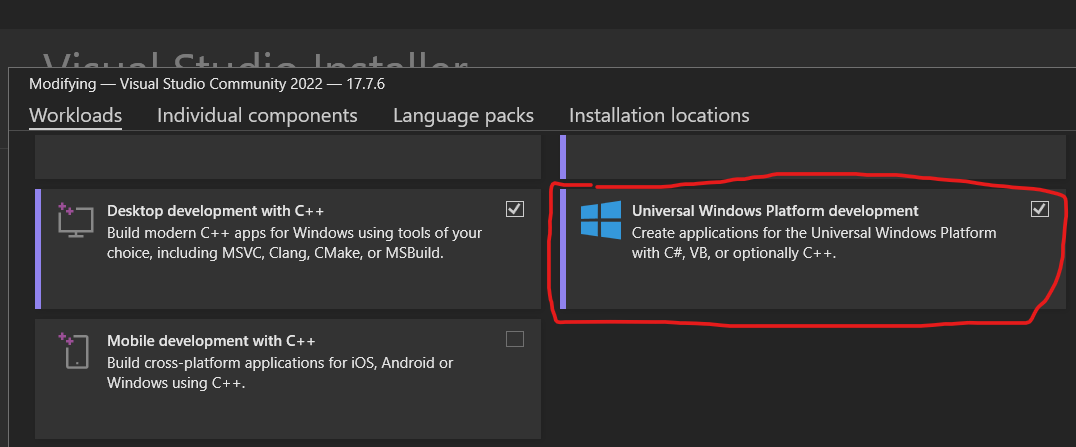 Visual Studio Installer
Modifying — Visual Studio Community 2022 — 17.7.6
Workloads Individual components Language packs Installation locations
Desktop development with C++
Build modern C++ apps for Windows using tools of your
choice, including MSVC, Clang, CMake, or MSBuild.
Universal Windows Platform development
Create applications for the Universal Windows Platform
with C#, VB, or optionally C++.
Mobile development with C++
Build cross-platform applications for iOS, Android or
Windows using C++.